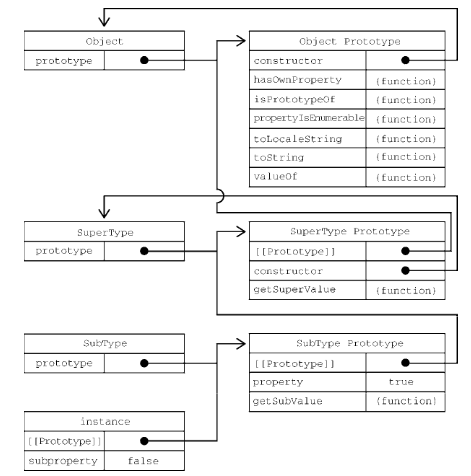 Object
prototype
Object Prototype
constructor
hasOwnProperty (function)
isPrototypeOf (function)
propertyIsEnumerable (function)
toLocaleString (function)
toString (function)
valueOf (function)
SuperType
prototype
SuperType Prototype
[[Prototype]]
constructor
getSuperValue (function)
SubType
prototype
SubType Prototype
[[Prototype]]
property true
getSubValue (function)
instance
[[Prototype]]
subproperty false